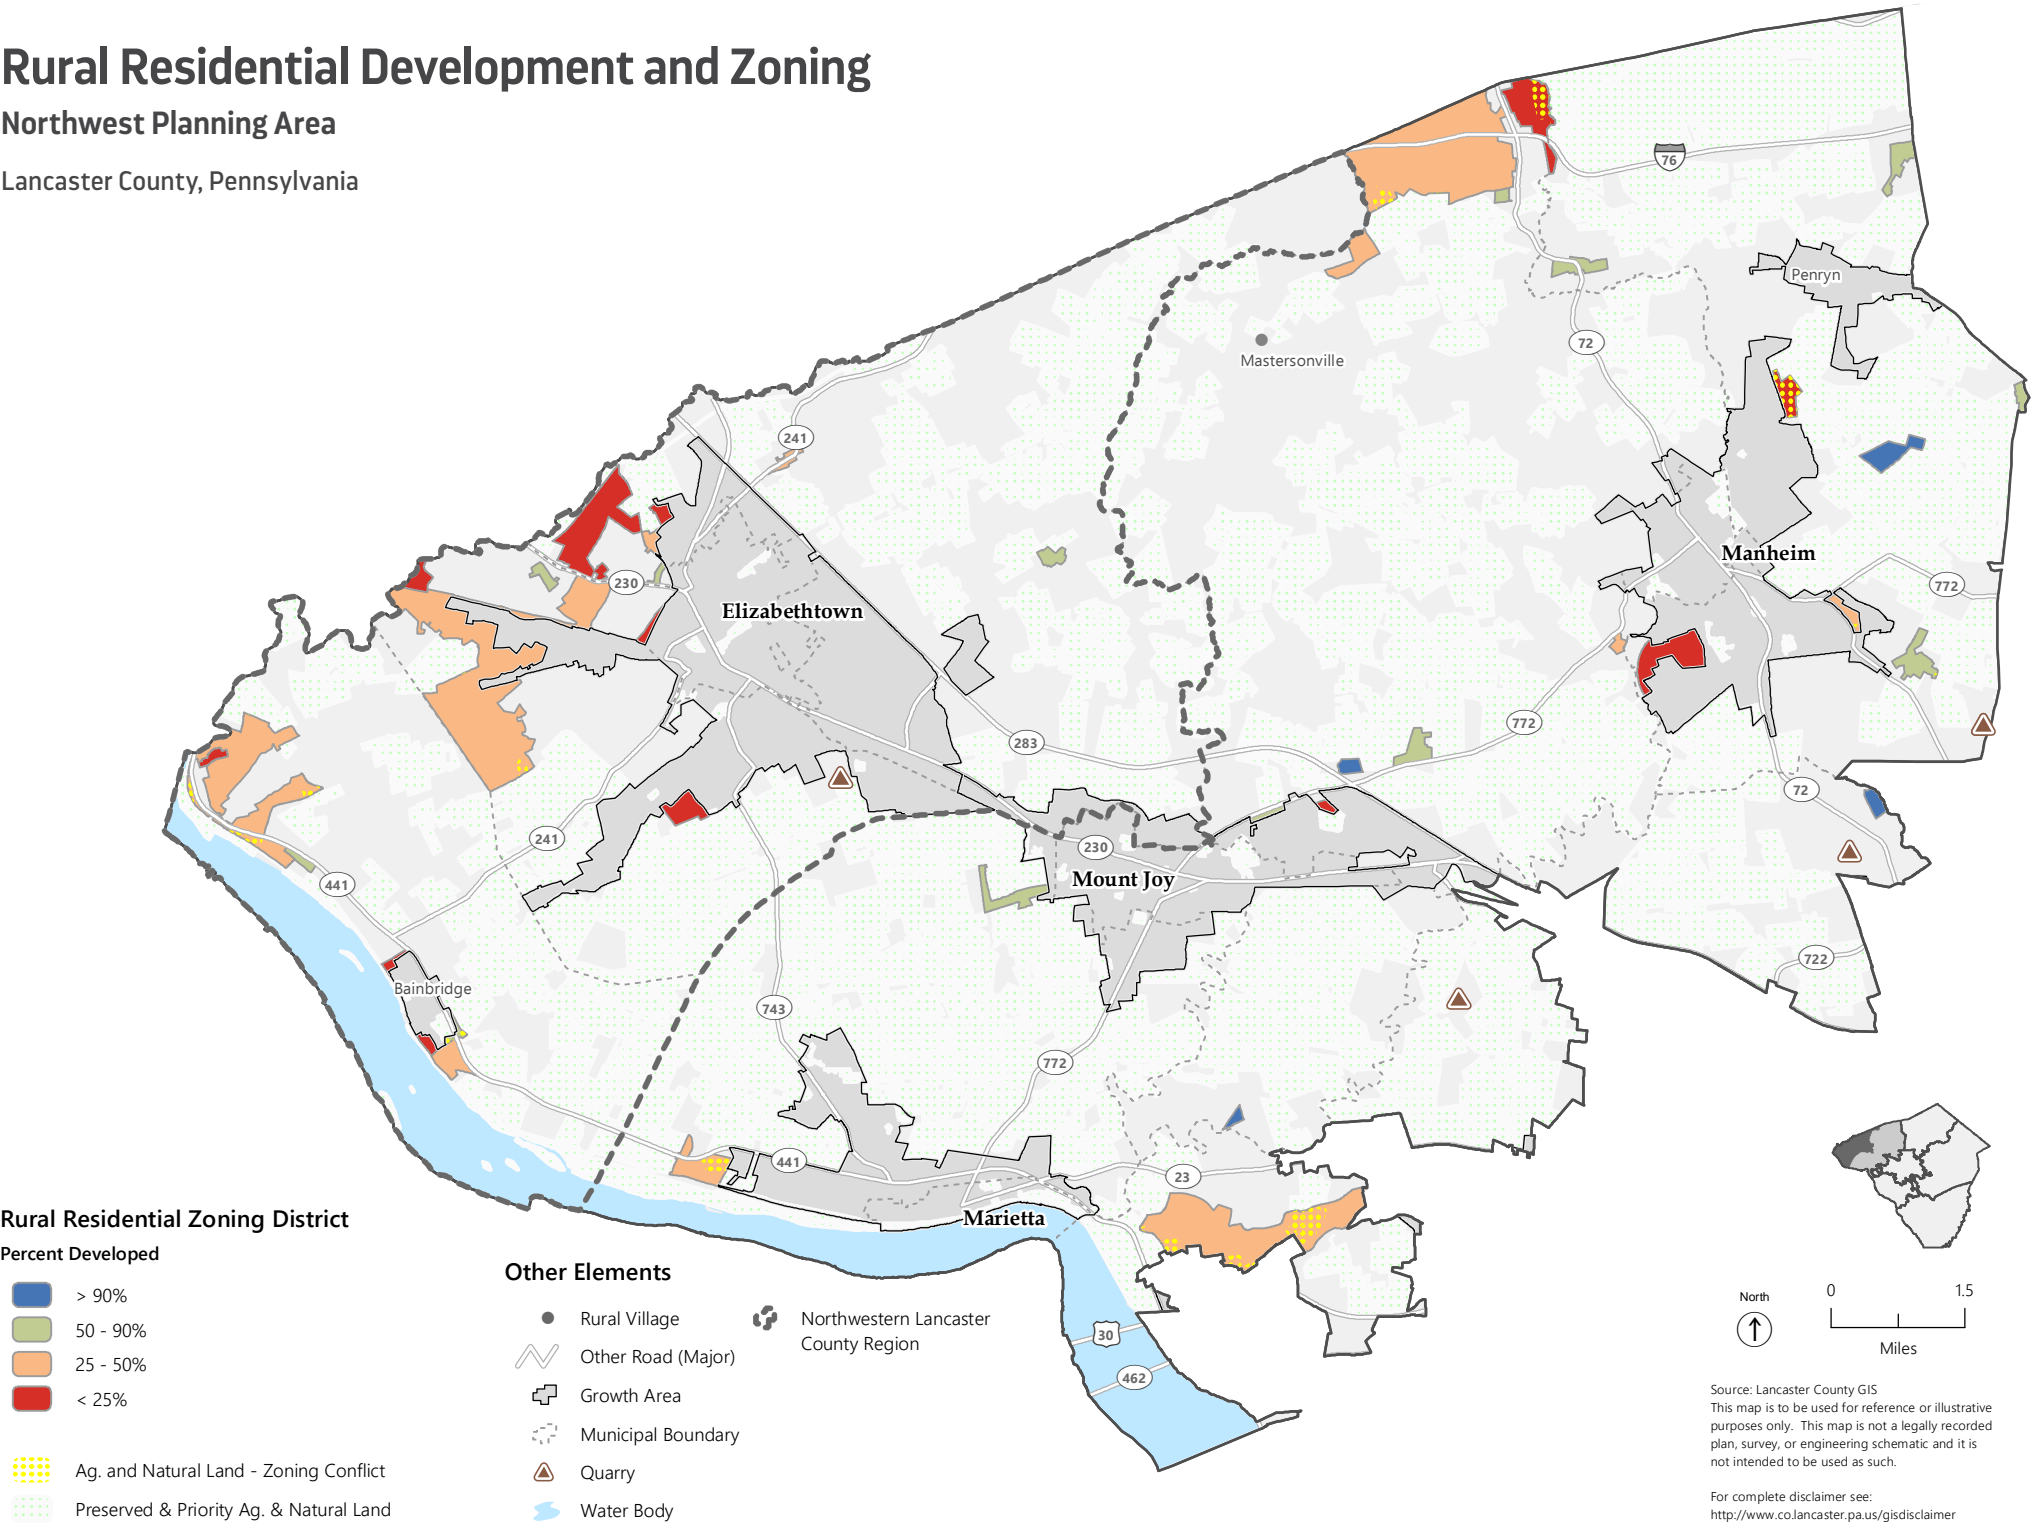 Rural Residential Development and Zoning
Northwest Planning Area
Lancaster County, Pennsylvania
76
Penryn
Mastersonville
72
241
Manheim
772
230
Elizabethtown
772
283
72
241
230
Mount Joy
441
722
Bainbridge
743
772
441
23
Marietta
30
462
Rural Residential Zoning District
Percent Developed
> 90%
50 - 90%
25 - 50%
< 25%
Ag. and Natural Land - Zoning Conflict
Preserved & Priority Ag. & Natural Land
Other Elements
Rural Village
Other Road (Major)
Growth Area
Municipal Boundary
Quarry
Water Body
Northwestern Lancaster
County Region
North
0 1.5
Miles
Source: Lancaster County GIS
This map is to be used for reference or illustrative
purposes only. This map is not a legally recorded
plan, survey, or engineering schematic and it is
not intended to be used as such.
For complete disclaimer see:
http://www.co.lancaster.pa.us/gisdisclaimer